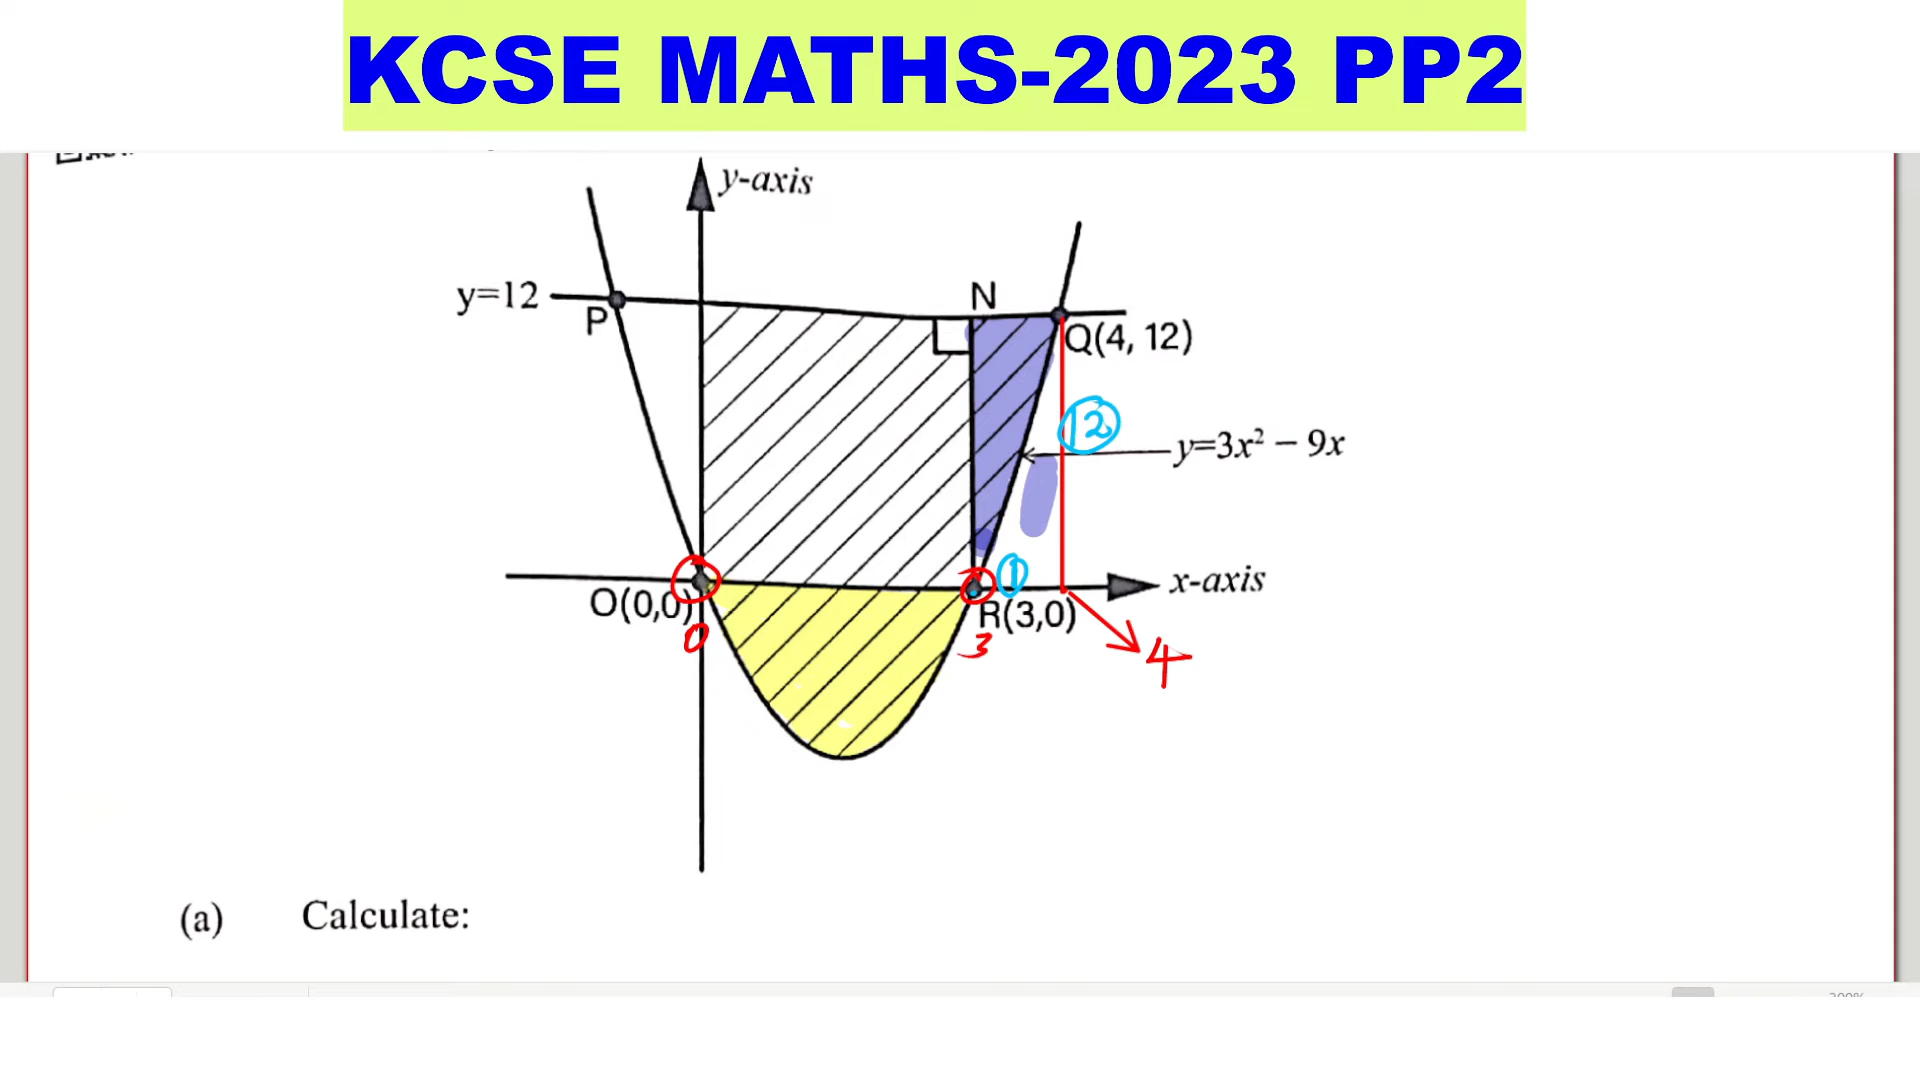 KCSE MATHS-2023 PP2
y-axis
y=12
N
P
Q(4, 12)
12
y=3x² – 9x
1
x-axis
O(0,0)
R(3,0)
0
3
4
(a) Calculate: